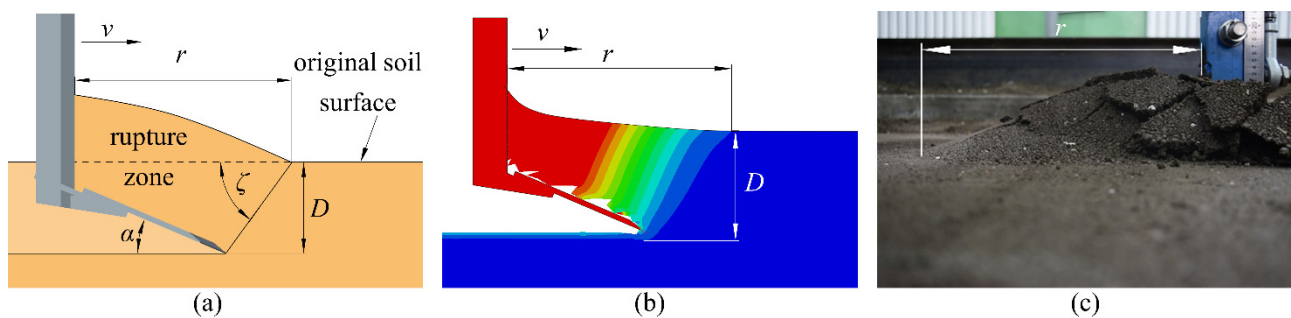 v
r
original soil
surface
rupture
zone
ζ
D
α
(a)
v
r
D
(b)
r
(c)